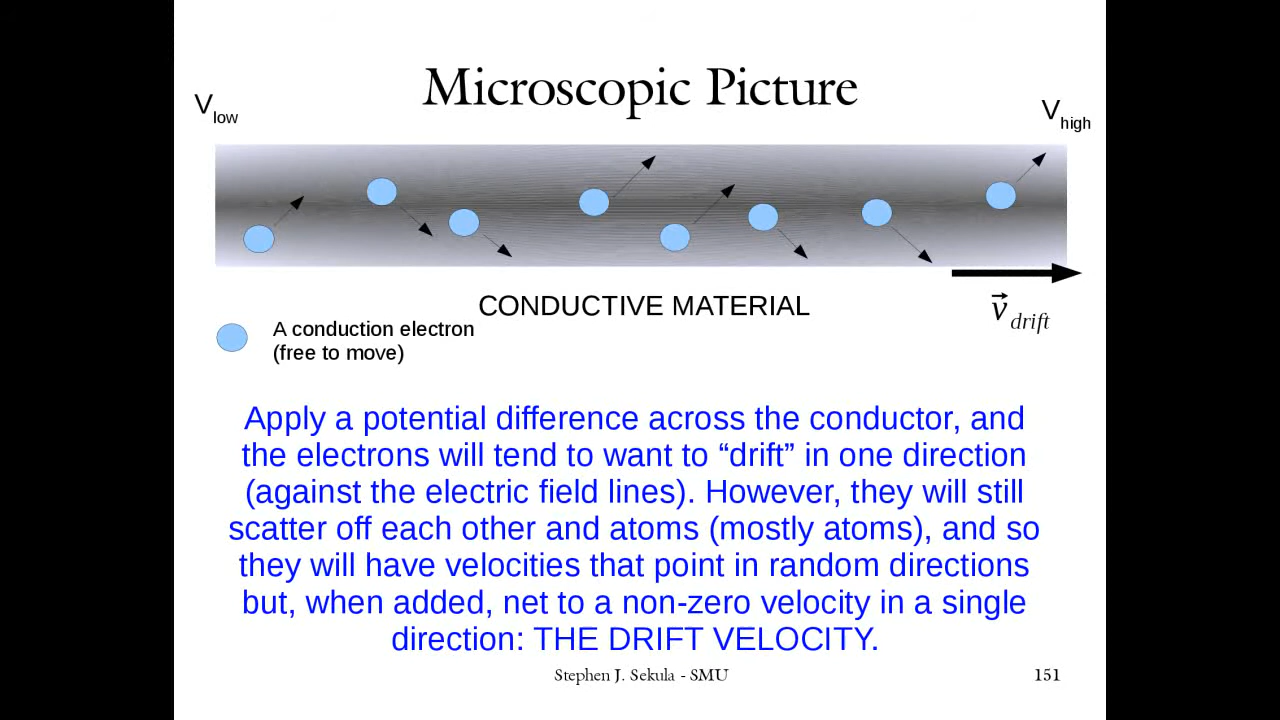 Microscopic Picture
V low
V high
CONDUCTIVE MATERIAL
v drift
A conduction electron
(free to move)
Apply a potential difference across the conductor, and
the electrons will tend to want to “drift” in one direction
(against the electric field lines). However, they will still
scatter off each other and atoms (mostly atoms), and so
they will have velocities that point in random directions
but, when added, net to a non-zero velocity in a single
direction: THE DRIFT VELOCITY.
Stephen J. Sekula - SMU
151